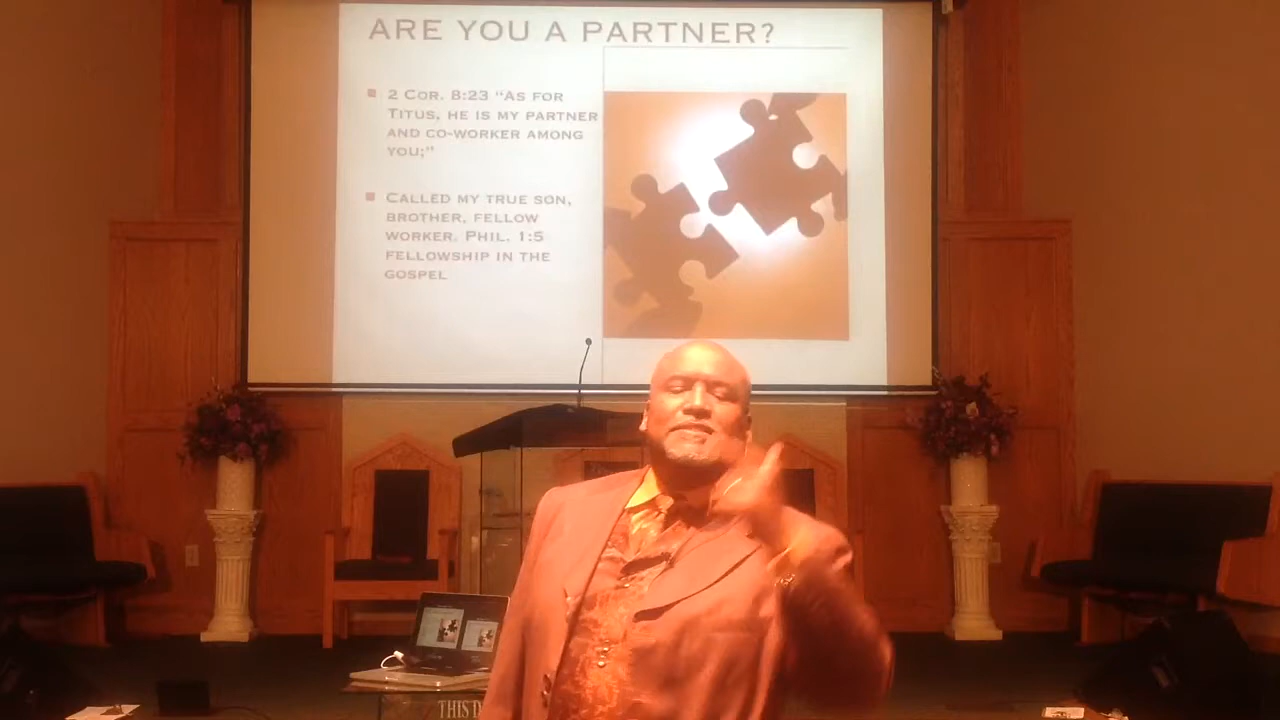 ARE YOU A PARTNER?
2 COR. 8:23 “AS FOR
TITUS, HE IS MY PARTNER
AND CO-WORKER AMONG
YOU;”
CALLED MY TRUE SON,
BROTHER, FELLOW
WORKER. PHIL. 1:5
FELLOWSHIP IN THE
GOSPEL
THIS